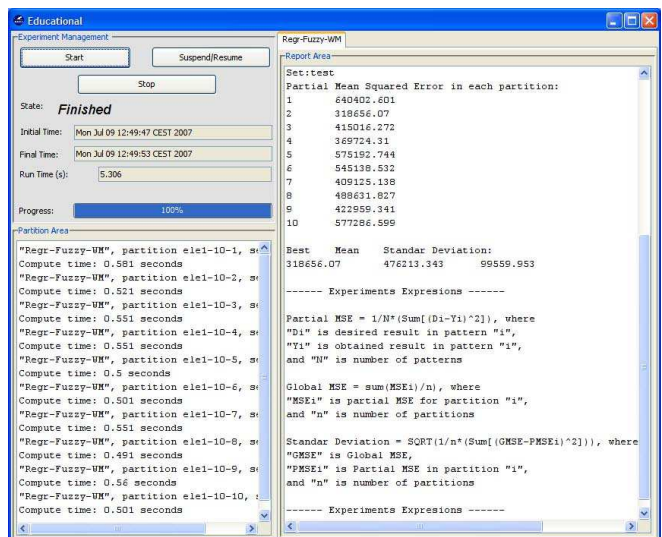 Educational
Experiment Management
Start
Suspend/Resume
Stop
State: Finished
Initial Time: Mon Jul 09 12:49:47 CEST 2007
Final Time: Mon Jul 09 12:49:53 CEST 2007
Run Time (s): 5.306
Progress: 100%
Partition Area
"Regr-Fuzzy-WM", partition ele1-10-1, s
Compute time: 0.581 seconds
"Regr-Fuzzy-WM", partition ele1-10-2, s
Compute time: 0.521 seconds
"Regr-Fuzzy-WM", partition ele1-10-3, s
Compute time: 0.551 seconds
"Regr-Fuzzy-WM", partition ele1-10-4, s
Compute time: 0.551 seconds
"Regr-Fuzzy-WM", partition ele1-10-5, s
Compute time: 0.5 seconds
"Regr-Fuzzy-WM", partition ele1-10-6, s
Compute time: 0.501 seconds
"Regr-Fuzzy-WM", partition ele1-10-7, s
Compute time: 0.551 seconds
"Regr-Fuzzy-WM", partition ele1-10-8, s
Compute time: 0.491 seconds
"Regr-Fuzzy-WM", partition ele1-10-9, s
Compute time: 0.56 seconds
"Regr-Fuzzy-WM", partition ele1-10-10,
Compute time: 0.501 seconds
Regr-Fuzzy-WM
Report Area
Set:test
Partial Mean Squared Error in each partition:
1 640402.601
2 318656.07
3 415016.272
4 369724.31
5 575192.744
6 545138.532
7 409125.138
8 488631.827
9 422959.341
10 577286.599
Best Mean Standar Deviation:
318656.07 476213.343 99559.953
------ Experiments Expresions ------
Partial MSE = 1/N*(Sum[(Di-Yi)^2]), where
"Di" is desired result in pattern "i",
"Yi" is obtained result in pattern "i",
and "N" is number of patterns
Global MSE = sum(MSEi)/n), where
"MSEi" is partial MSE for partition "i",
and "n" is number of partitions
Standar Deviation = SQRT(1/n*(Sum[(GMSE-PMSEi)^2])), where
"GMSE" is Global MSE,
"PMSEi" is Partial MSE in partition "i",
and "n" is number of partitions
------ Experiments Expresions ------